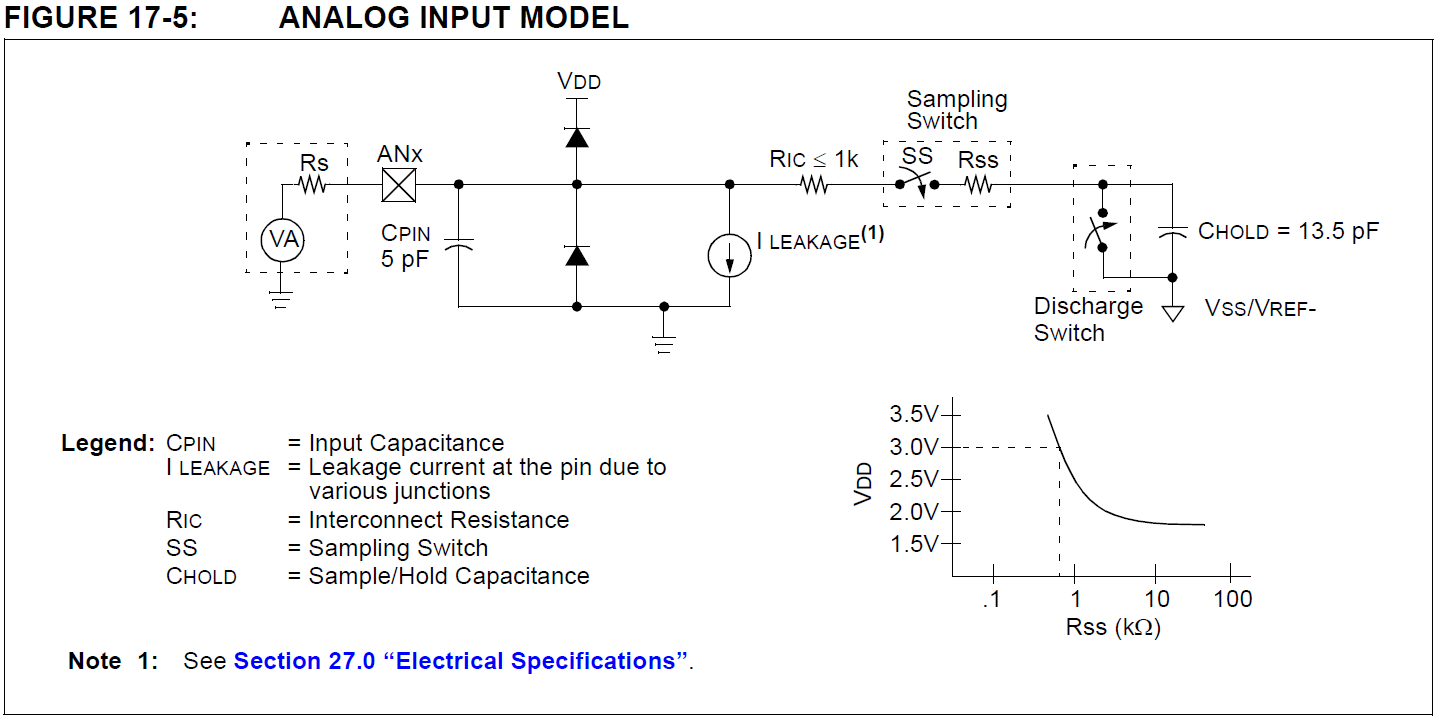 FIGURE 17-5: ANALOG INPUT MODEL
VDD
Sampling
Switch
Rs
ANx
RIC ≤ 1k
SS
Rss
VA
CPIN
5 pF
I LEAKAGE(1)
CHOLD = 13.5 pF
Discharge
Switch
VSS/VREF-
Legend: CPIN = Input Capacitance
I LEAKAGE = Leakage current at the pin due to
various junctions
RIC = Interconnect Resistance
SS = Sampling Switch
CHOLD = Sample/Hold Capacitance
3.5V
3.0V
2.5V
2.0V
1.5V
VDD
.1 1 10 100
Rss (kΩ)
Note 1: See Section 27.0 “Electrical Specifications”.